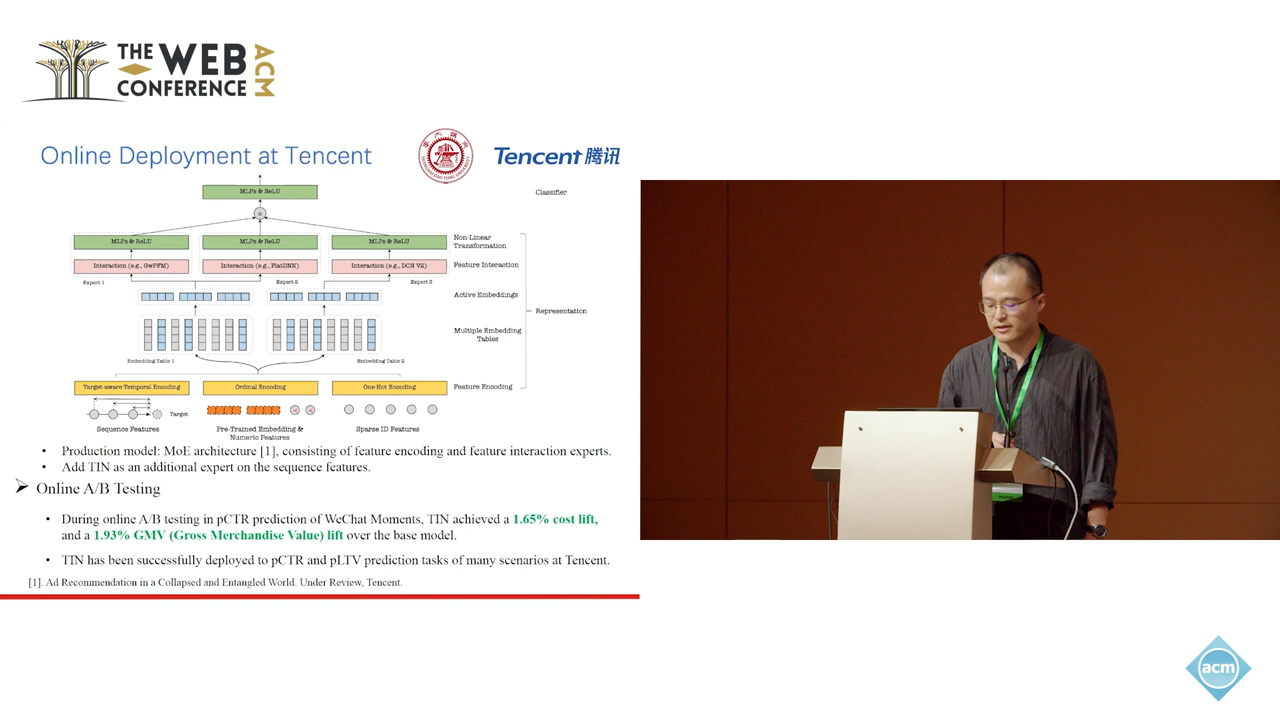 THE WEB
CONFERENCE
ACM
Online Deployment at Tencent
Tencent 腾讯
MLPs & ReLU
Classifier
MLPs & ReLU
MLPs & ReLU
MLPs & ReLU
Non-Linear
Transformation
Interaction (e.g., GwPFM)
Interaction (e.g., FlatDNN)
Interaction (e.g., DCN V2)
Feature Interaction
Expert 1
Expert 2
Expert 3
Active Embeddings
Representation
Multiple Embedding
Tables
Embedding Table 1
Embedding Table 2
Target-aware Temporal Encoding
Ordinal Encoding
One-Hot Encoding
Feature Encoding
Target
Sequence Features
Pre-Trained Embedding &
Numeric Features
Sparse ID Features
• Production model: MoE architecture [1], consisting of feature encoding and feature interaction experts.
• Add TIN as an additional expert on the sequence features.
➢ Online A/B Testing
• During online A/B testing in pCTR prediction of WeChat Moments, TIN achieved a 1.65% cost lift,
and a 1.93% GMV (Gross Merchandise Value) lift over the base model.
• TIN has been successfully deployed to pCTR and pLTV prediction tasks of many scenarios at Tencent.
[1]. Ad Recommendation in a Collapsed and Entangled World. Under Review, Tencent.
acm